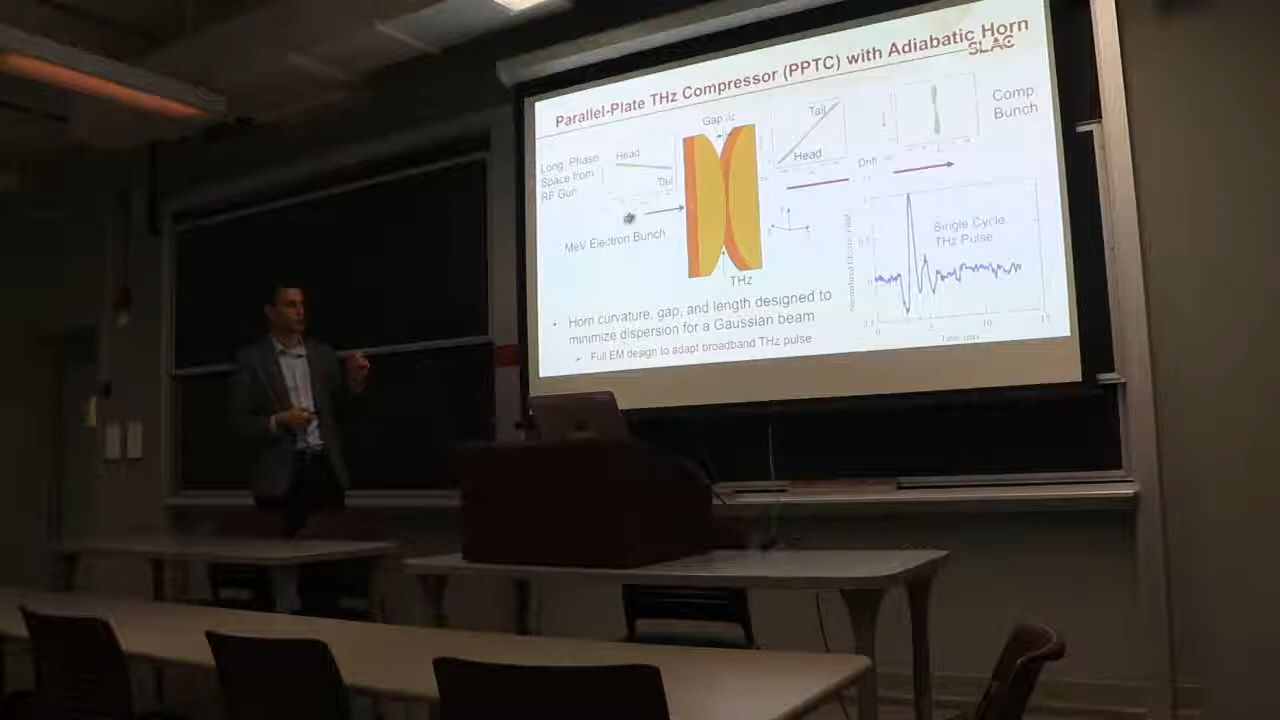 Parallel-Plate THz Compressor (PPTC) with Adiabatic Horn
SLAC
Long. Phase
Space from
RF Gun
Head
Tail
MeV Electron Bunch
Gap
THz
Tail
Head
Drift
Comp.
Bunch
Single Cycle
THz Pulse
• Horn curvature, gap, and length designed to
minimize dispersion for a Gaussian beam
Full EM design to adapt broadband THz pulse